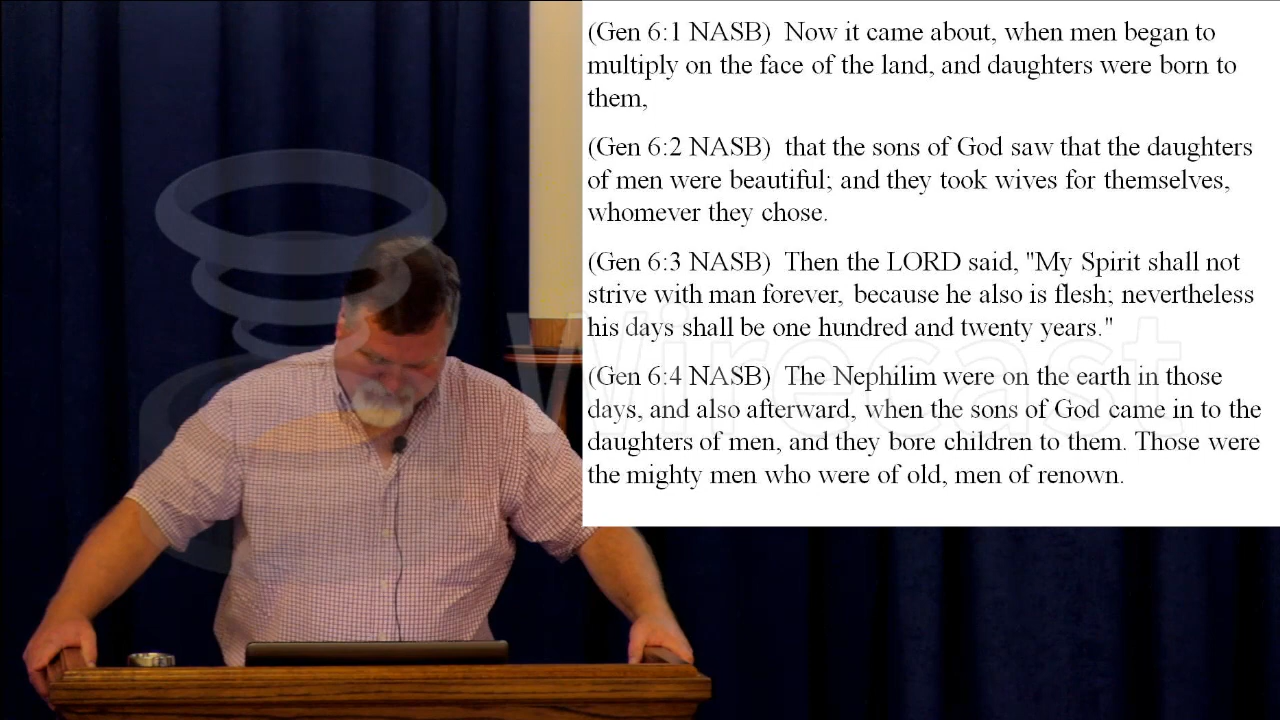 (Gen 6:1 NASB)  Now it came about, when men began to
multiply on the face of the land, and daughters were born to
them,
(Gen 6:2 NASB)  that the sons of God saw that the daughters
of men were beautiful; and they took wives for themselves,
whomever they chose.
(Gen 6:3 NASB)  Then the LORD said, "My Spirit shall not
strive with man forever, because he also is flesh; nevertheless
his days shall be one hundred and twenty years."
(Gen 6:4 NASB)  The Nephilim were on the earth in those
days, and also afterward, when the sons of God came in to the
daughters of men, and they bore children to them. Those were
the mighty men who were of old, men of renown.
Wirecast